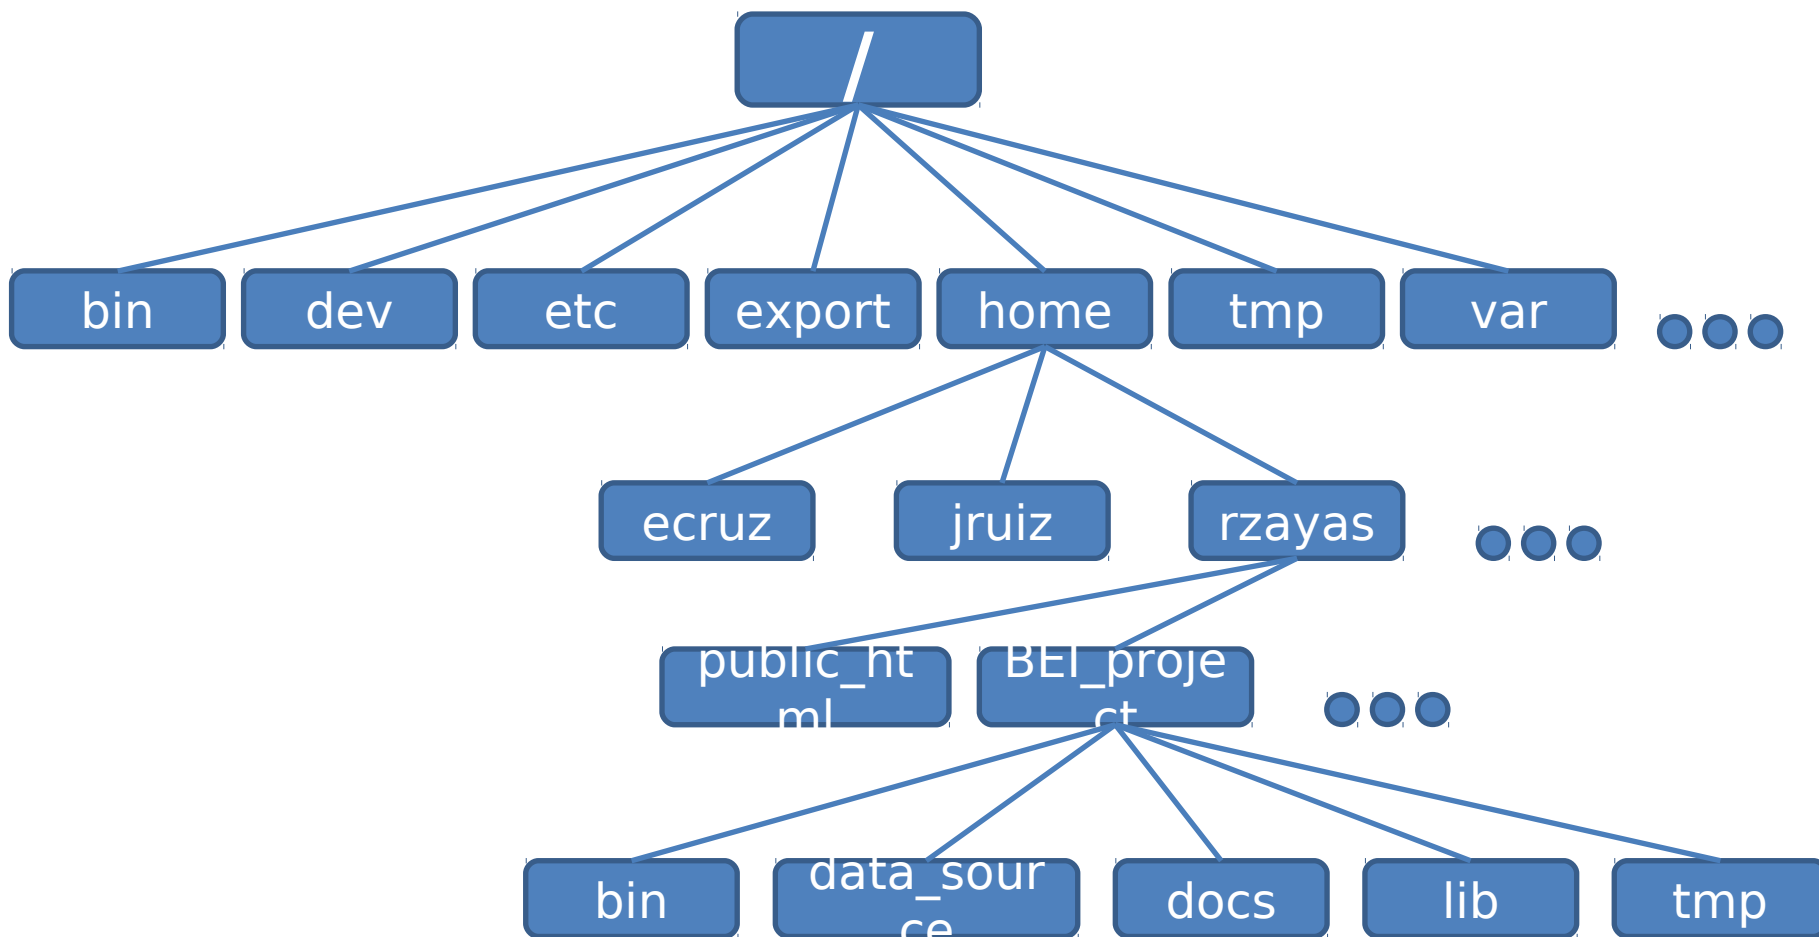 /
bin
dev
etc
export
home
tmp
var
ecruz
jruiz
rzayas
public_ht
ml
BEI_proje
ct
bin
data_sour
ce
docs
lib
tmp